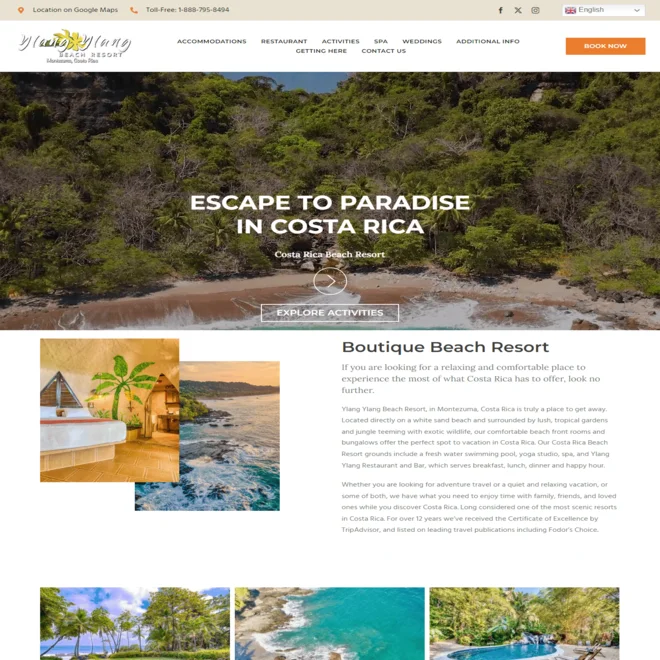 Location on Google Maps
Toll-Free: 1-888-795-8494
English
Ylang Ylang
BEACH RESORT
Montezuma, Costa Rica
ACCOMMODATIONS RESTAURANT ACTIVITIES SPA WEDDINGS ADDITIONAL INFO
GETTING HERE CONTACT US
BOOK NOW
ESCAPE TO PARADISE
IN COSTA RICA
Costa Rica Beach Resort
EXPLORE ACTIVITIES
Boutique Beach Resort
If you are looking for a relaxing and comfortable place to
experience the most of what Costa Rica has to offer, look no
further.
Ylang Ylang Beach Resort, in Montezuma, Costa Rica is truly a place to get away.
Located directly on a white sand beach and surrounded by lush, tropical gardens
and jungle teeming with exotic wildlife, our comfortable beach front rooms and
bungalows offer the perfect spot to vacation in Costa Rica. Our Costa Rica Beach
Resort grounds include a fresh water swimming pool, yoga studio, spa, and Ylang
Ylang Restaurant and Bar, which serves breakfast, lunch, dinner and happy hour.
Whether you are looking for adventure travel or a quiet and relaxing vacation, or
some of both, we have what you need to enjoy time with family, friends, and loved
ones while you discover Costa Rica. Long considered one of the most scenic resorts
in Costa Rica. For over 12 years we've received the Certificate of Excellence by
TripAdvisor, and listed on leading travel publications including Fodor's Choice.